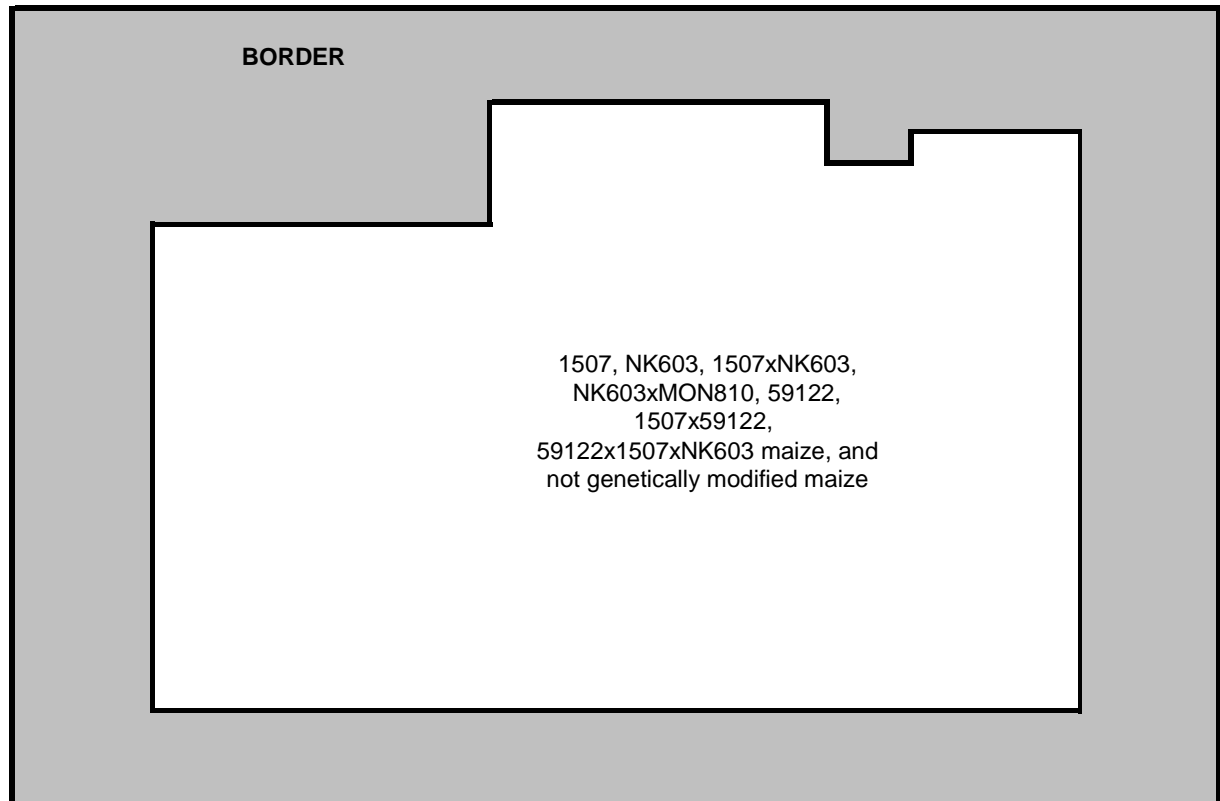 BORDER
1507, NK603, 1507xNK603,
NK603xMON810, 59122,
1507x59122,
59122x1507xNK603 maize, and
not genetically modified maize